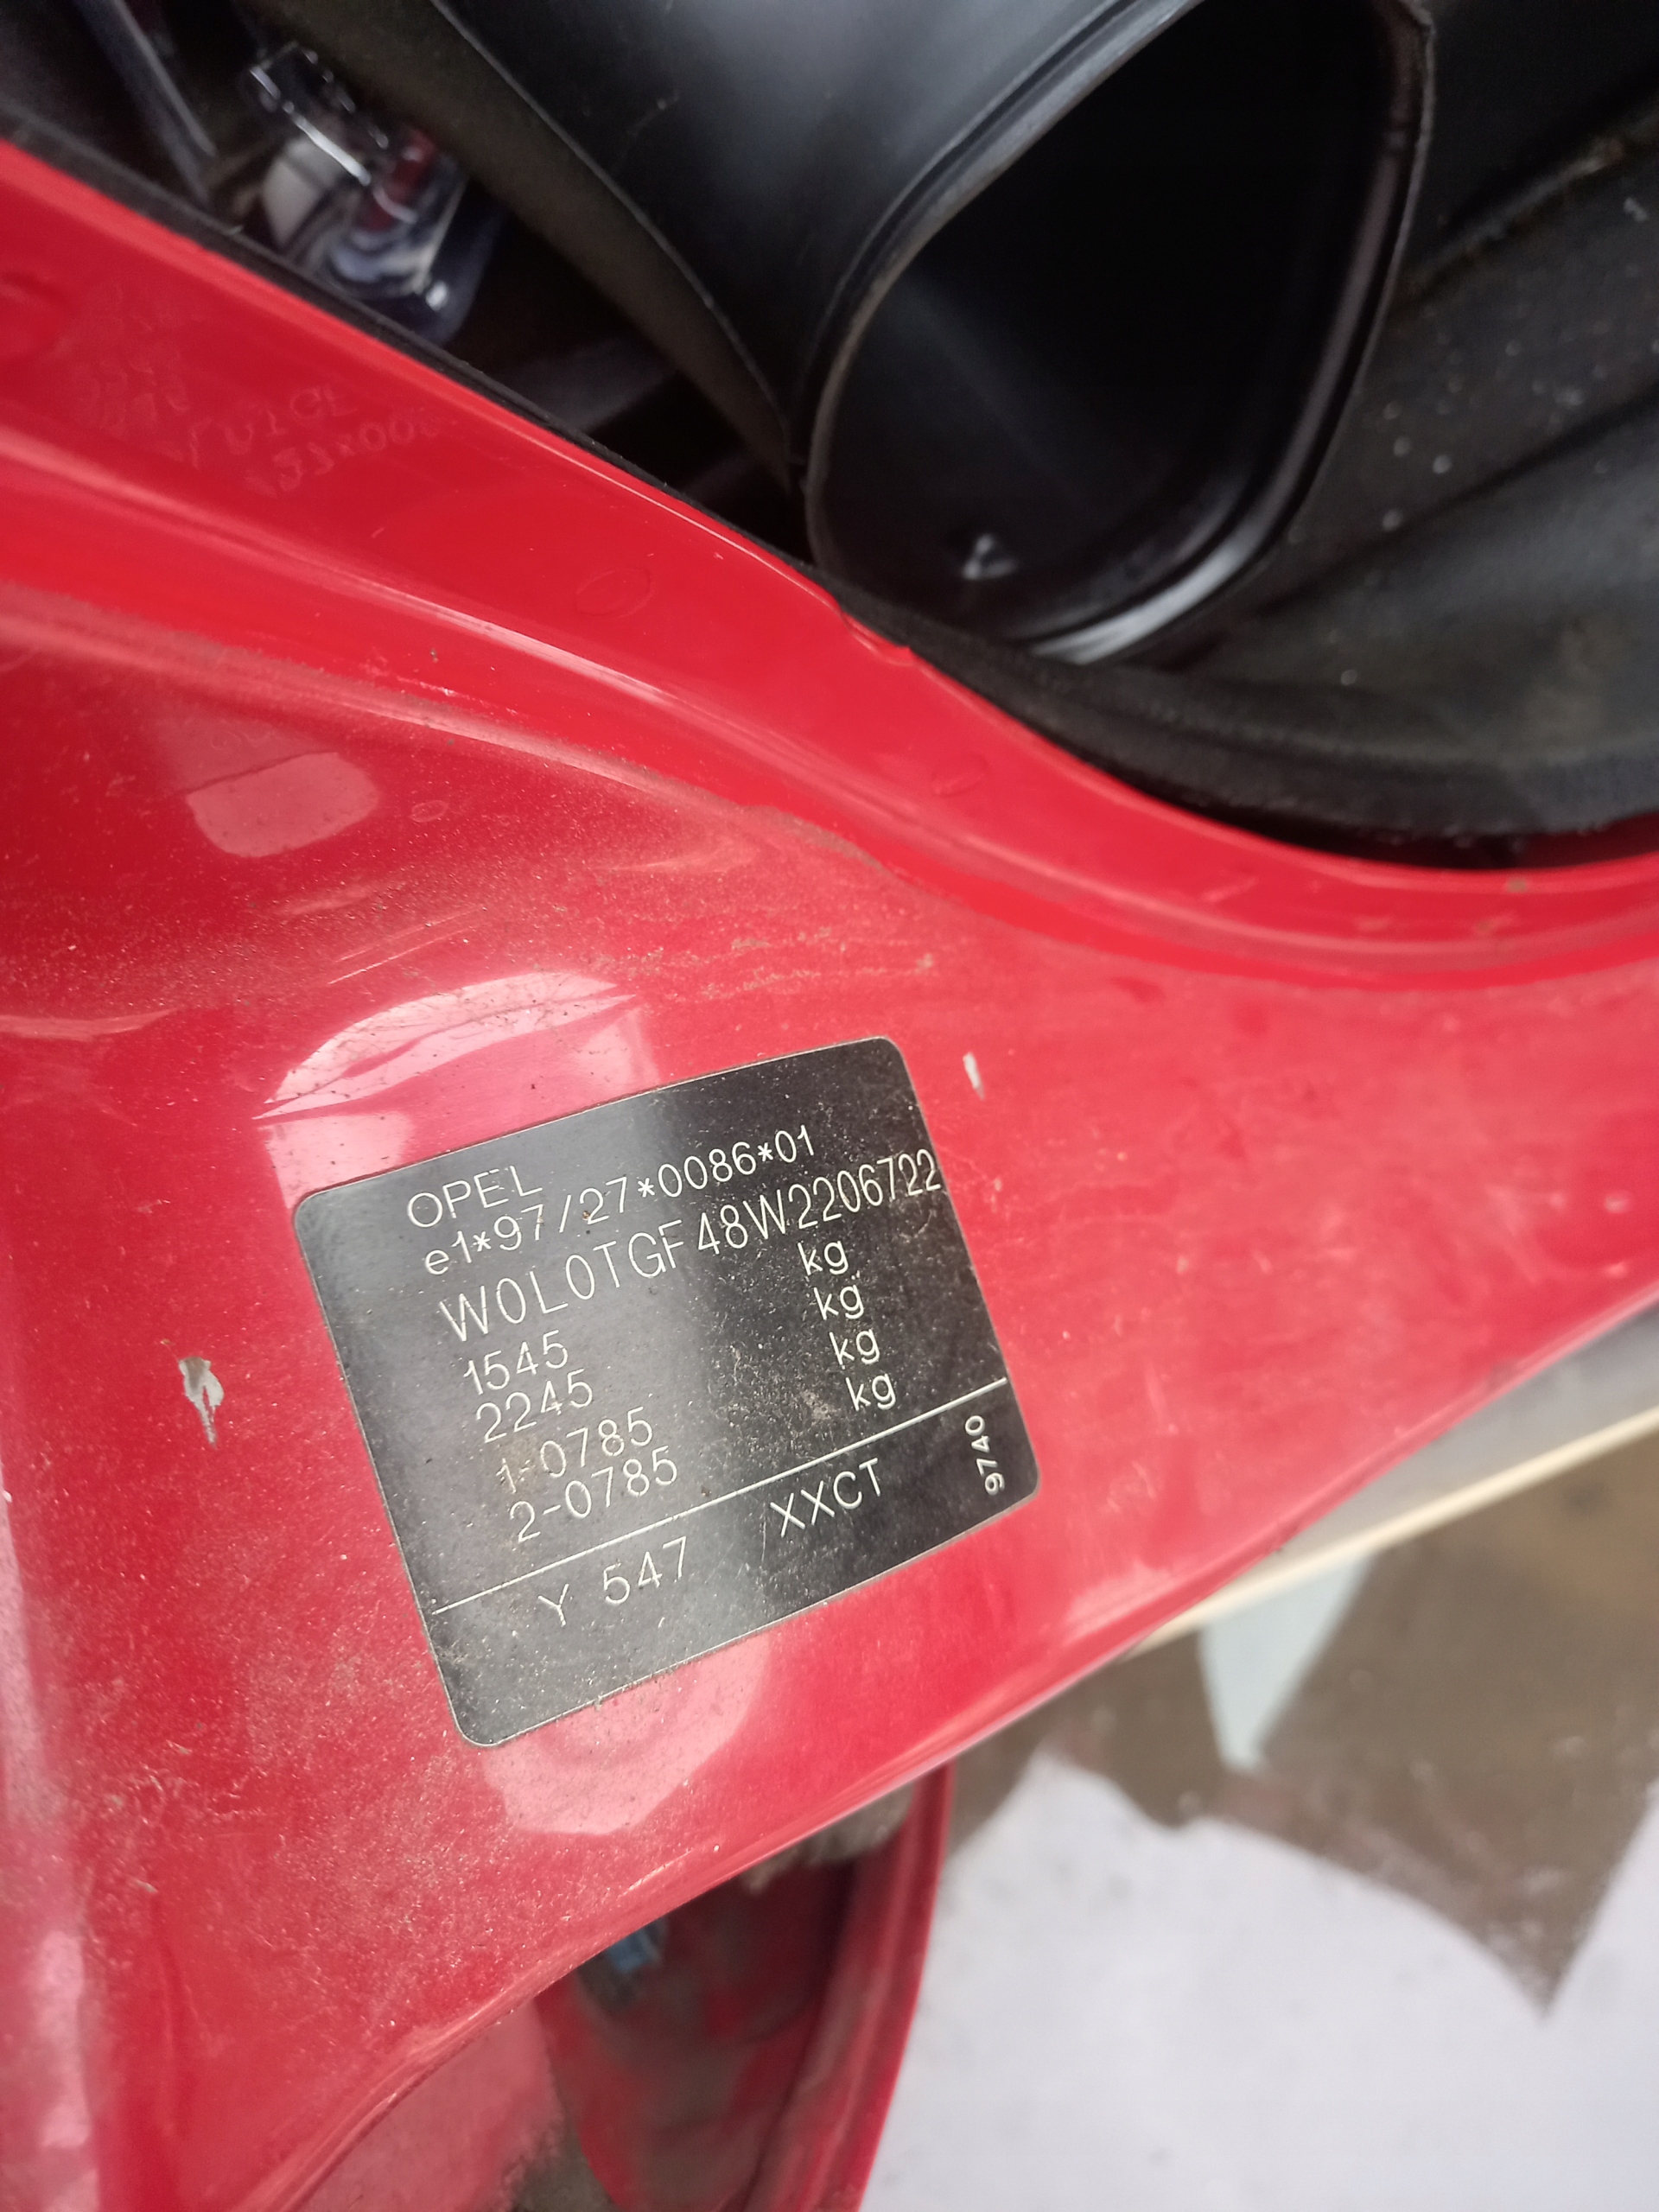 OPEL
e1*97/27*0086*01
W0L0TGF48W2206722
1545 kg
2245 kg
1-0785 kg
2-0785 kg
Y 547 XXCT 9740